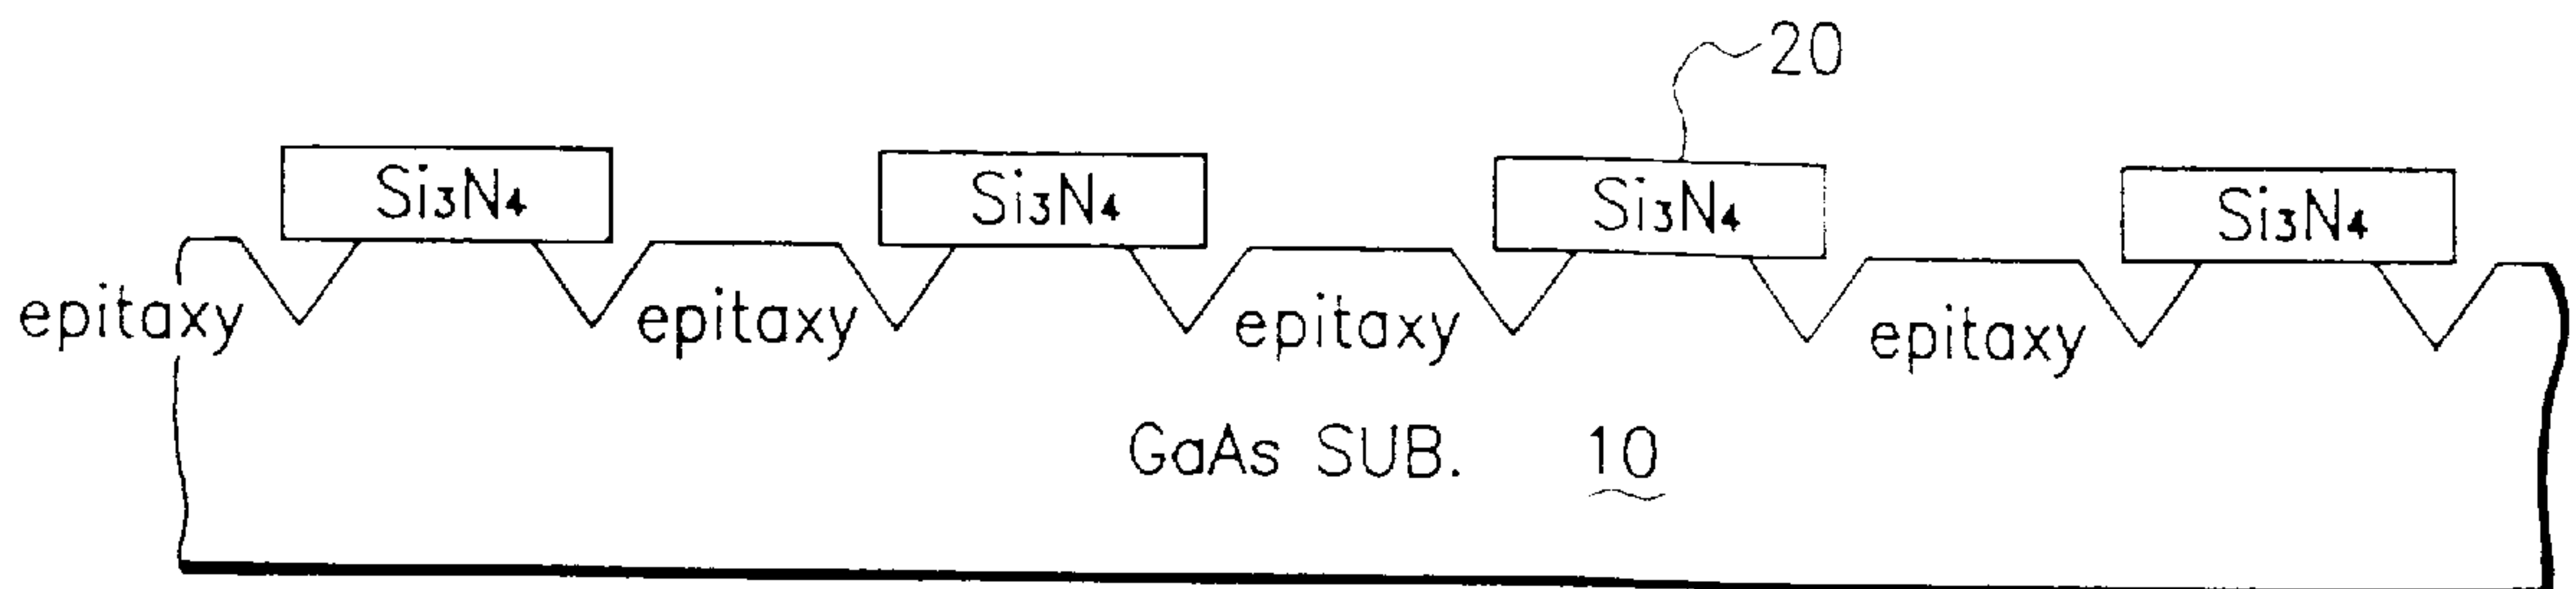 20
Si₃N₄ Si₃N₄ Si₃N₄ Si₃N₄
epitaxy epitaxy epitaxy epitaxy
GaAs SUB. 10